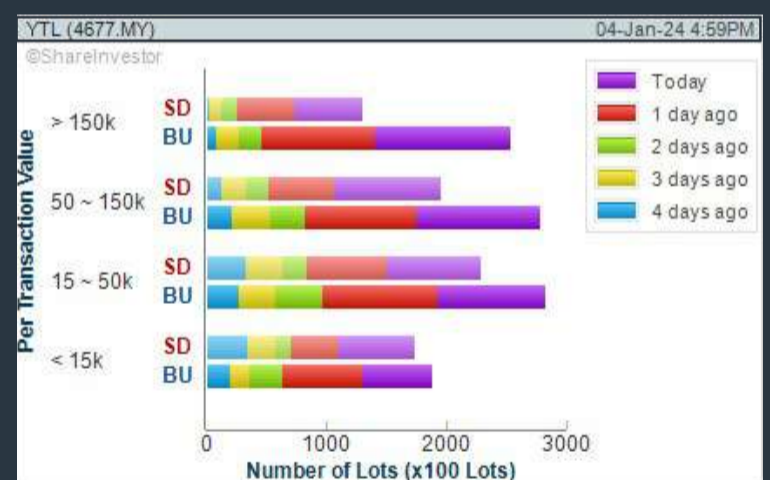 YTL (4677.MY) 04-Jan-24 4:59PM
©ShareInvestor
Today
1 day ago
2 days ago
3 days ago
4 days ago
Per Transaction Value
> 150k
SD
BU
50 ~ 150k
SD
BU
15 ~ 50k
SD
BU
< 15k
SD
BU
0 1000 2000 3000
Number of Lots (x100 Lots)